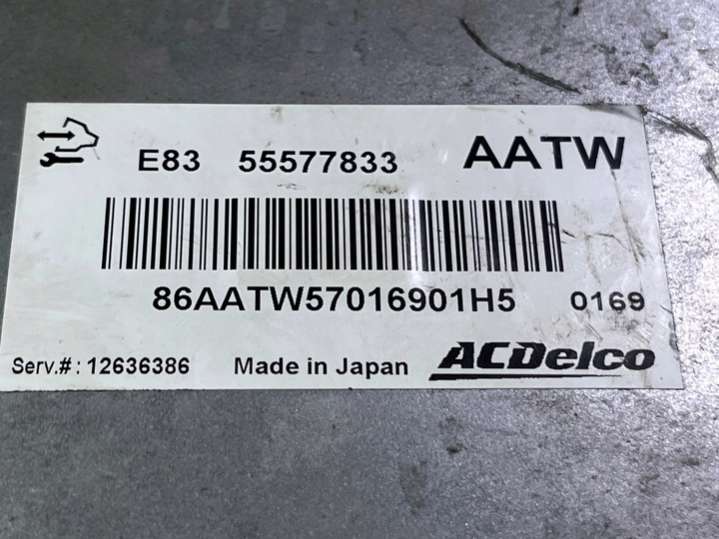 E83 55577833 AATW
86AATW57016901H5 0169
Serv.#: 12636386 Made in Japan ACDelco